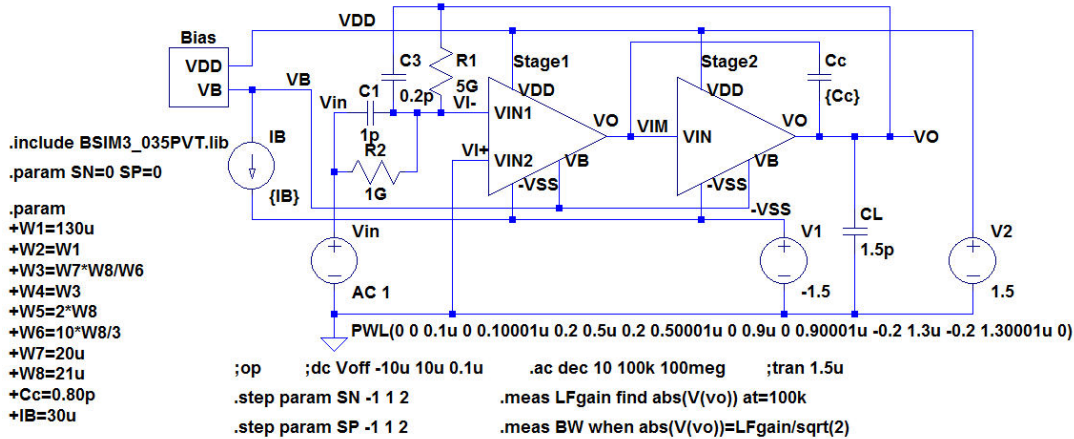 VDD
Bias
VDD
VB
VB
Vin
C1
1p
C3
0.2p
R1
5G
VI-
R2
1G
VI+
Stage1
VDD
VIN1
VIN2
VO
VB
-VSS
VIM
Stage2
VDD
VIN
VO
VB
-VSS
Cc
{Cc}
VO
IB
{IB}
-VSS
CL
1.5p
V1
-1.5
V2
1.5
Vin
AC 1
PWL(0 0 0.1u 0 0.10001u 0.2 0.5u 0.2 0.50001u 0 0.9u 0 0.90001u -0.2 1.3u -0.2 1.30001u 0)
.include BSIM3_035PVT.lib
.param SN=0 SP=0
.param
+W1=130u
+W2=W1
+W3=W7*W8/W6
+W4=W3
+W5=2*W8
+W6=10*W8/3
+W7=20u
+W8=21u
+Cc=0.80p
+IB=30u
;op ;dc Voff -10u 10u 0.1u .ac dec 10 100k 100meg ;tran 1.5u
.step param SN -1 1 2 .meas LFgain find abs(V(vo)) at=100k
.step param SP -1 1 2 .meas BW when abs(V(vo))=LFgain/sqrt(2)